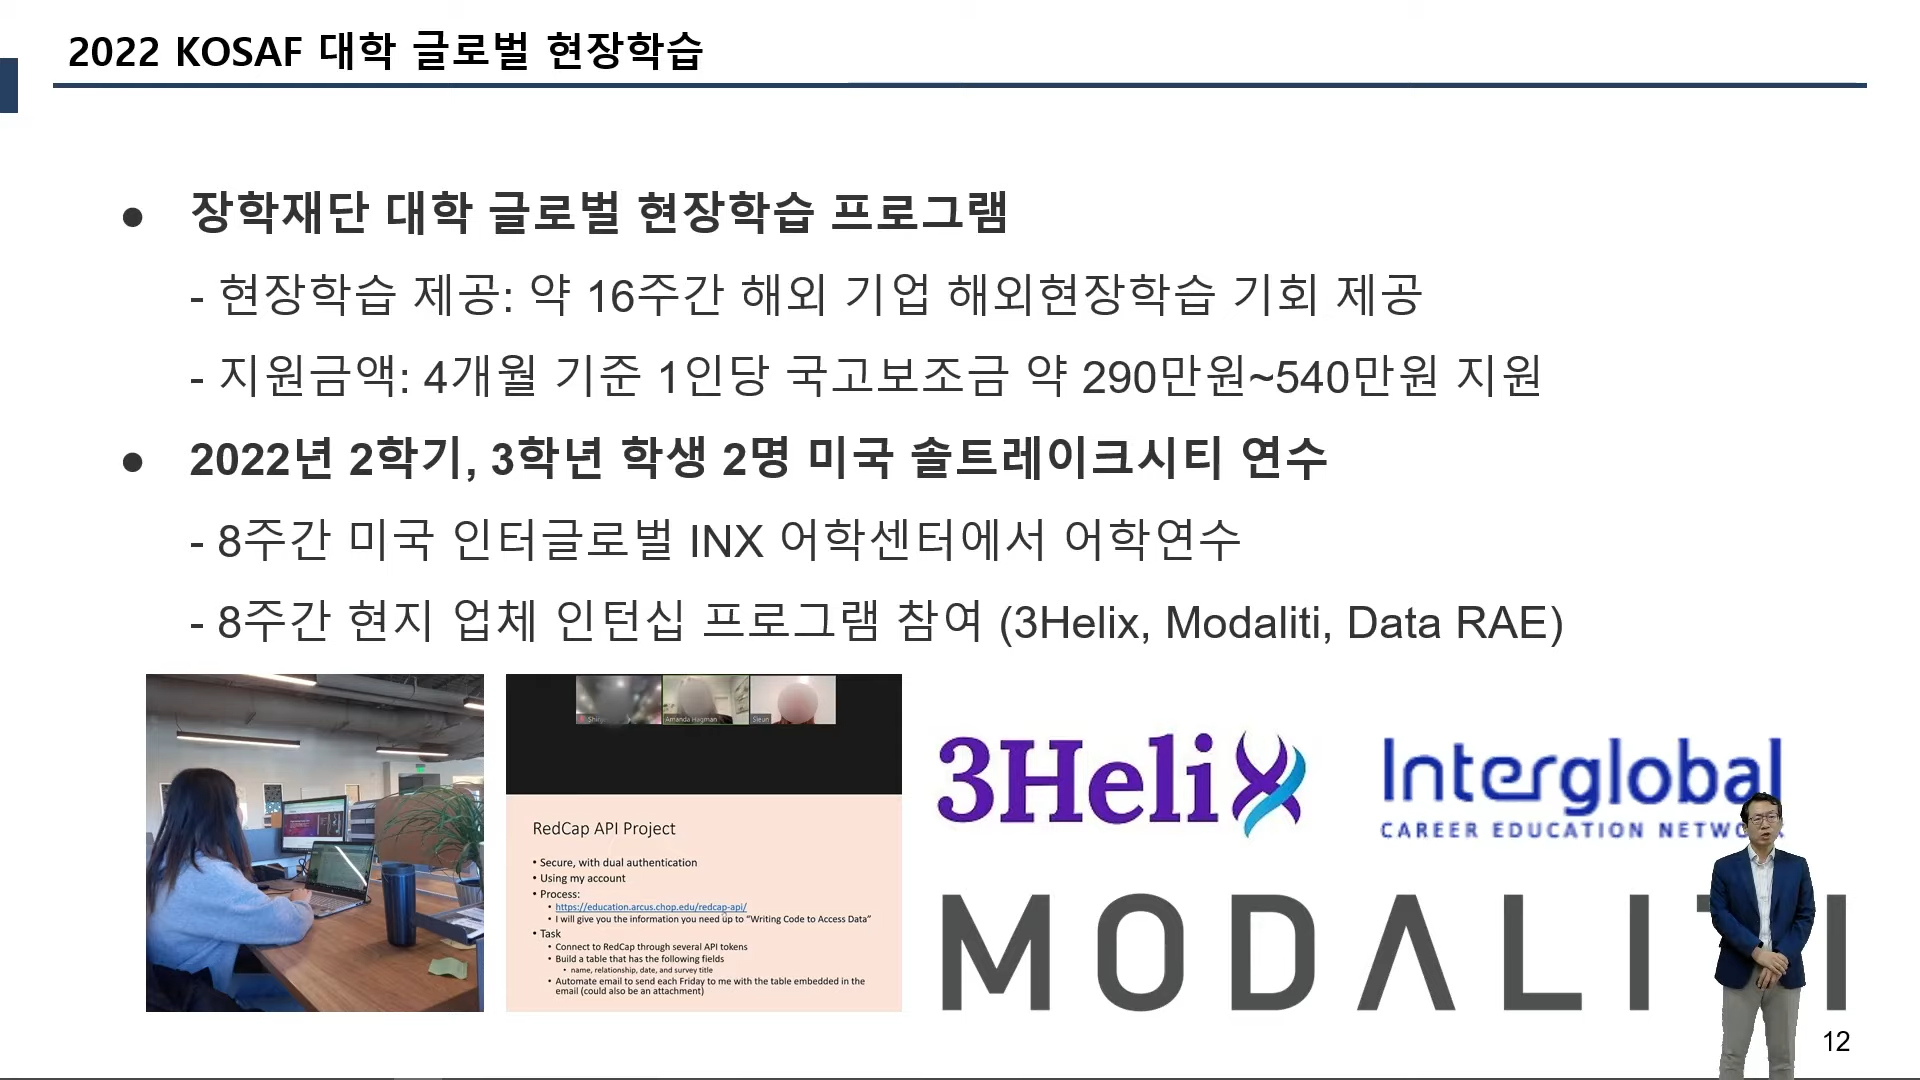 2022 KOSAF 대학 글로벌 현장학습
● 장학재단 대학 글로벌 현장학습 프로그램
- 현장학습 제공: 약 16주간 해외 기업 해외현장학습 기회 제공
- 지원금액: 4개월 기준 1인당 국고보조금 약 290만원~540만원 지원
● 2022년 2학기, 3학년 학생 2명 미국 솔트레이크시티 연수
- 8주간 미국 인터글로벌 INX 어학센터에서 어학연수
- 8주간 현지 업체 인턴십 프로그램 참여 (3Helix, Modaliti, Data RAE)
Amanda Hagman
RedCap API Project
• Secure, with dual authentication
• Using my account
• Process:
• https://education.arcus.chop.edu/redcap-api/
• I will give you the information you need up to “Writing Code to Access Data”
• Task
• Connect to RedCap through several API tokens
• Build a table that has the following fields
• name, relationship, date, and survey title
• Automate email to send each Friday to me with the table embedded in the
email (could also be an attachment)
3Helix
Interglobal
CAREER EDUCATION NETWORK
MODALITI
12